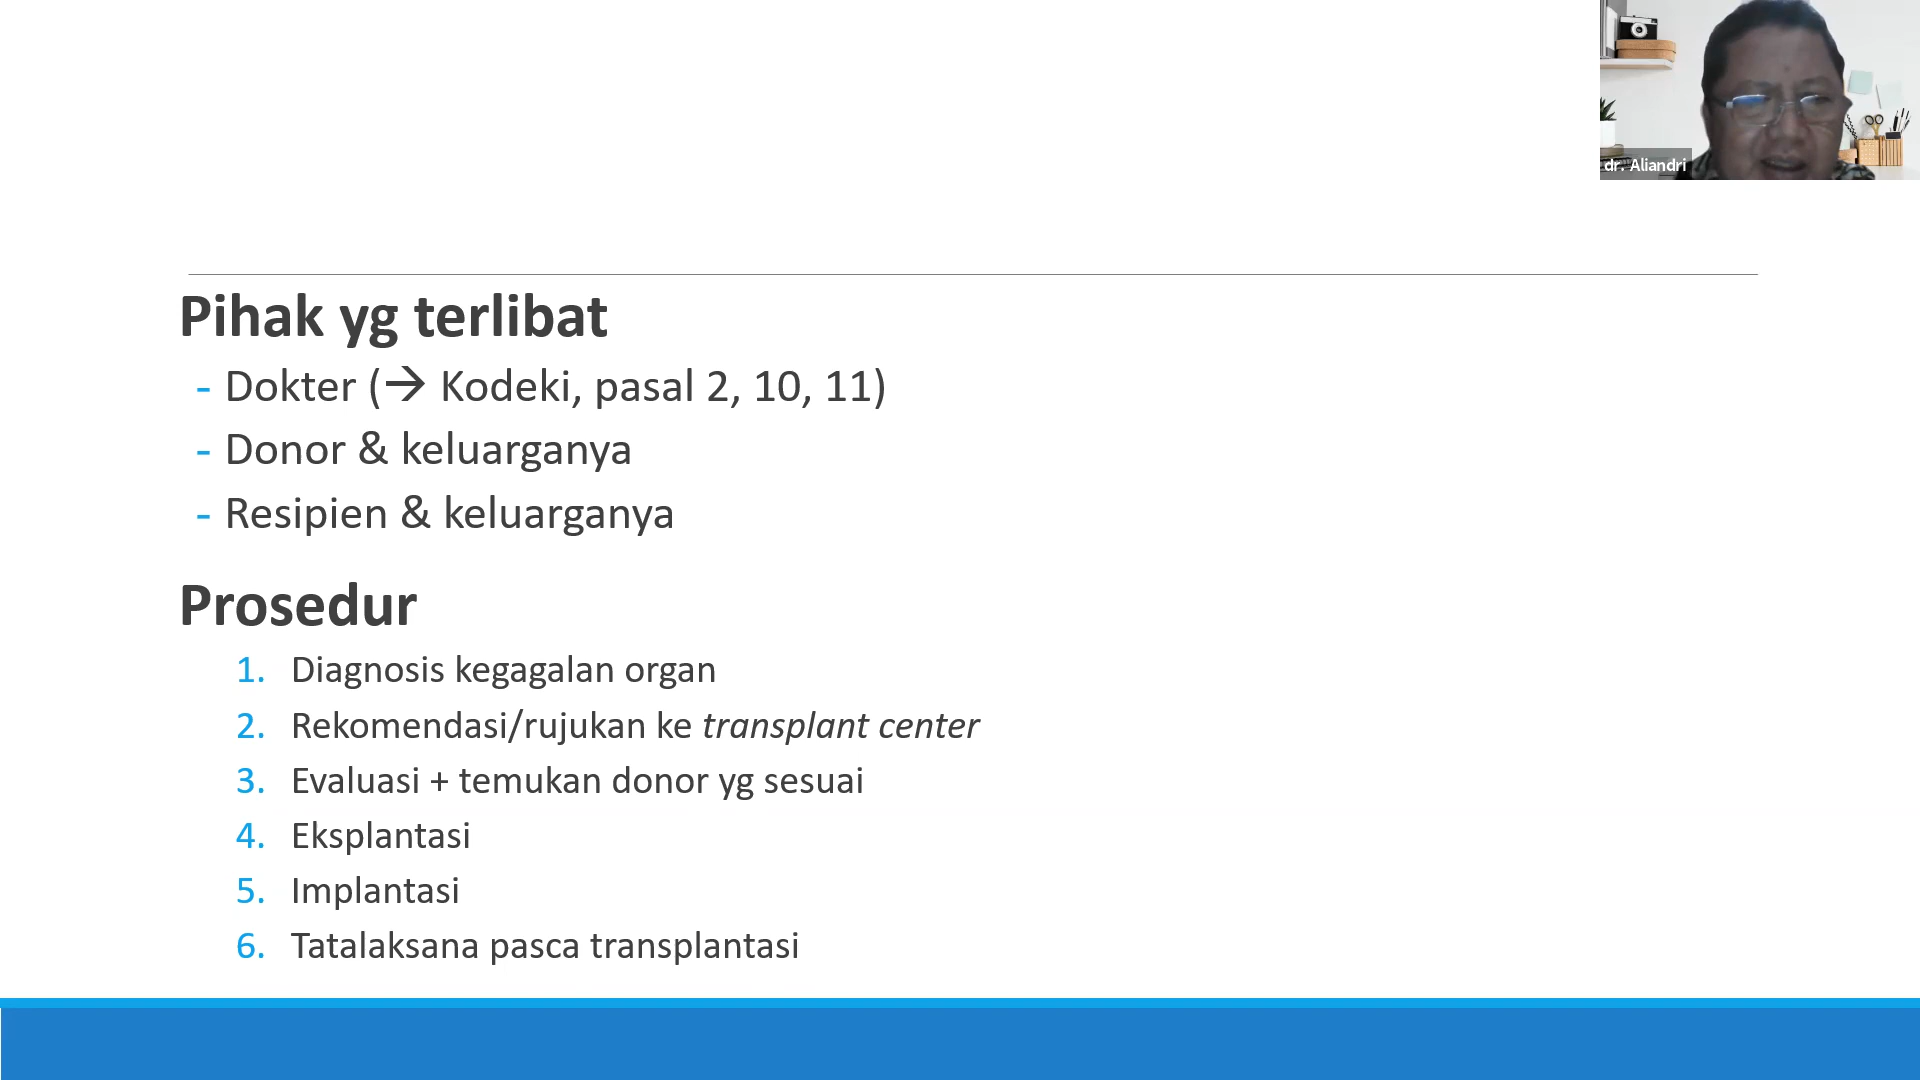 dr. Aliandri
Pihak yg terlibat
- Dokter (→ Kodeki, pasal 2, 10, 11)
- Donor & keluarganya
- Resipien & keluarganya
Prosedur
1. Diagnosis kegagalan organ
2. Rekomendasi/rujukan ke transplant center
3. Evaluasi + temukan donor yg sesuai
4. Eksplantasi
5. Implantasi
6. Tatalaksana pasca transplantasi